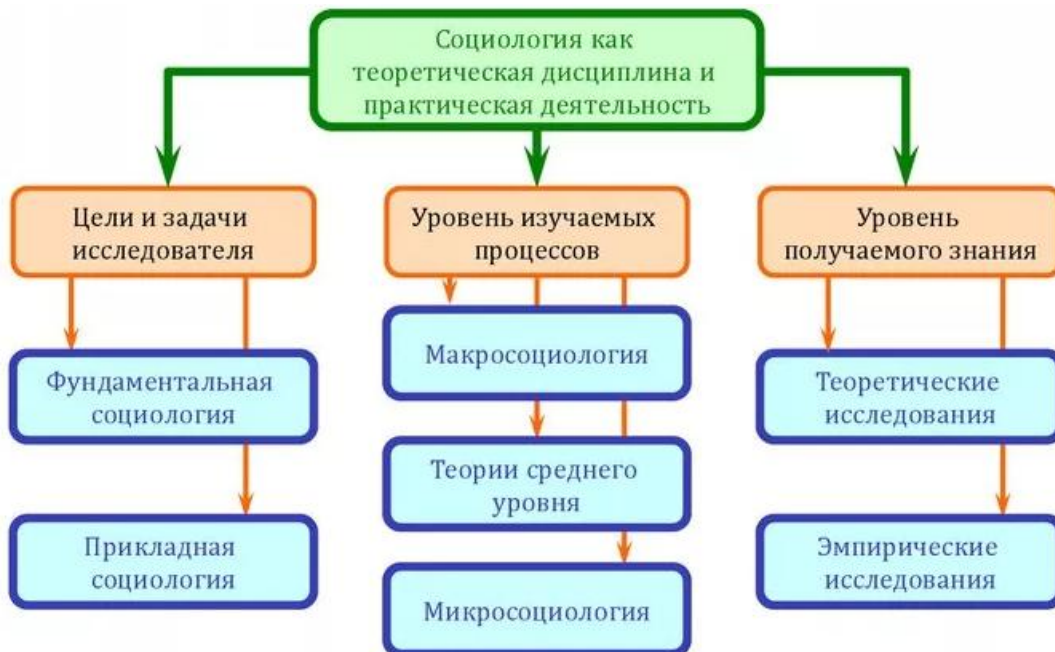 Социология как
теоретическая дисциплина и
практическая деятельность
Цели и задачи
исследователя
Уровень изучаемых
процессов
Уровень
получаемого знания
Фундаментальная
социология
Прикладная
социология
Макросоциология
Теории среднего
уровня
Микросоциология
Теоретические
исследования
Эмпирические
исследования